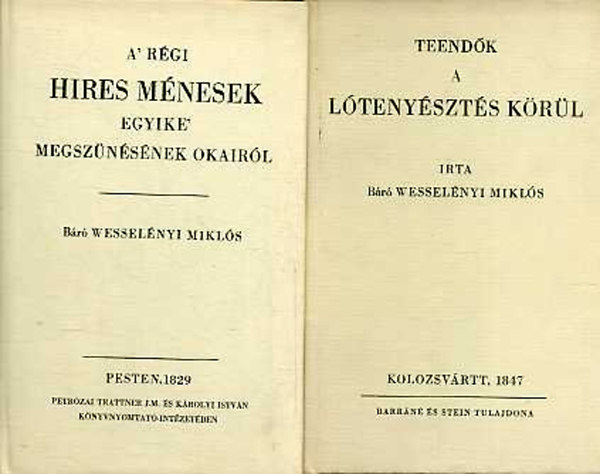 A' RÉGI
HIRES MÉNESEK
EGYIKE'
MEGSZÜNÉSÉNEK OKAIRÓL
Báró WESSELÉNYI MIKLÓS
PESTEN, 1829
PETRÓZAI TRATTNER J.M. ÉS KÁROLYI ISTVÁN
KÖNYVNYOMTATÓ-INTÉZETÉBEN
TEENDŐK
A
LÓTENYÉSZTÉS KÖRÜL
IRTA
Báró WESSELÉNYI MIKLÓS
KOLOZSVÁRTT, 1847
BARRÁNÉ ÉS STEIN TULAJDONA